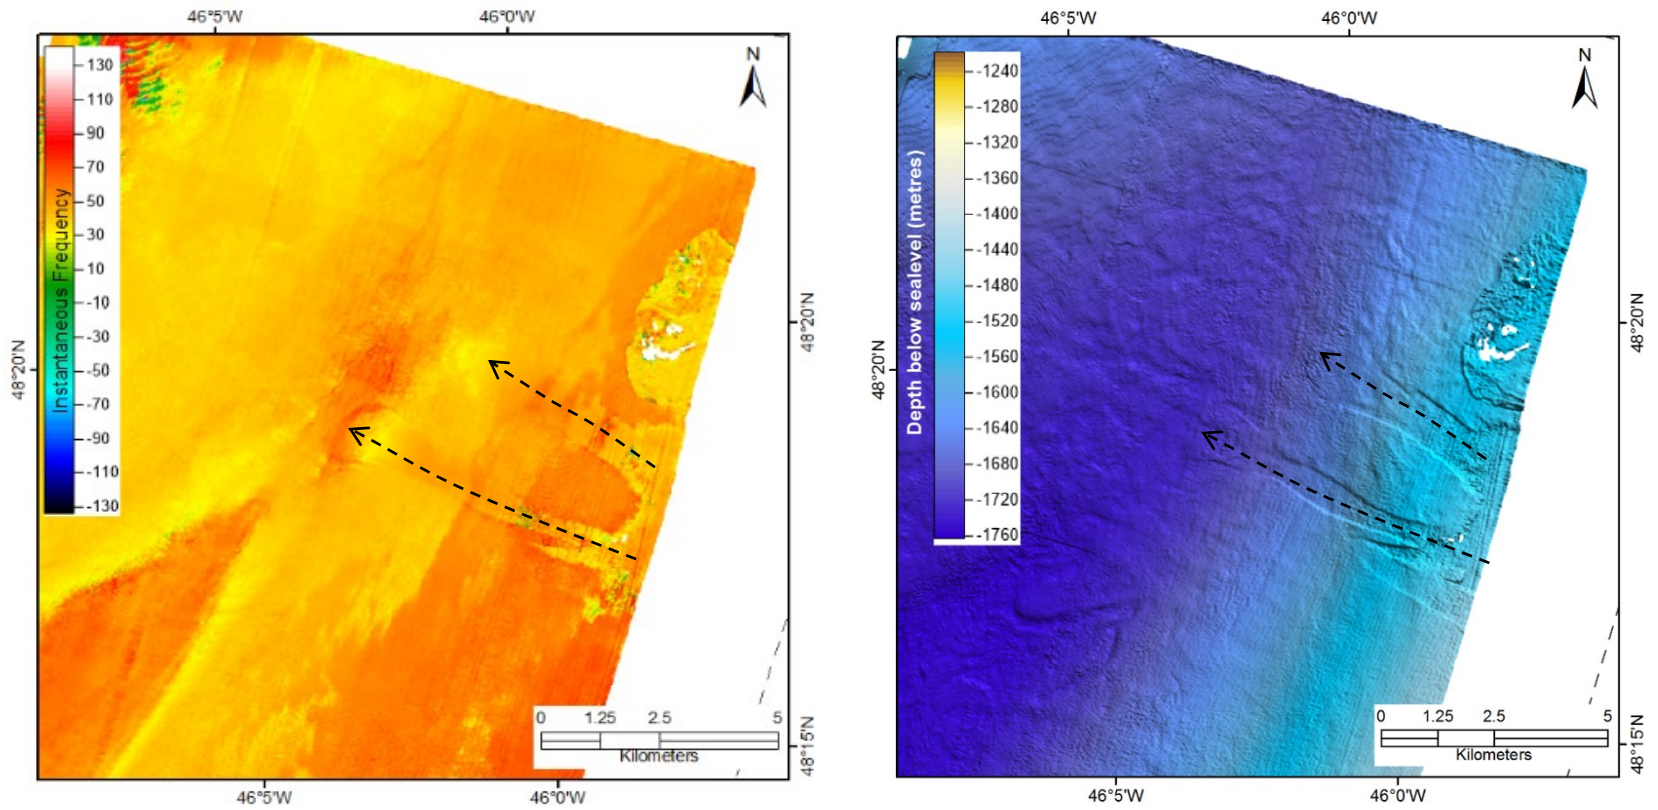 46°5'W
46°0'W
N
130
110
90
70
50
30
10
-10
-30
-50
-70
-90
-110
-130
Instantaneous Frequency
48°20'N
48°20'N
48°15'N
0 1.25 2.5 5
Kilometers
46°5'W
46°0'W
46°5'W
46°0'W
N
-1240
-1280
-1320
-1360
-1400
-1440
-1480
-1520
-1560
-1600
-1640
-1680
-1720
-1760
Depth below sealevel (metres)
48°20'N
48°20'N
48°15'N
0 1.25 2.5 5
Kilometers
46°5'W
46°0'W